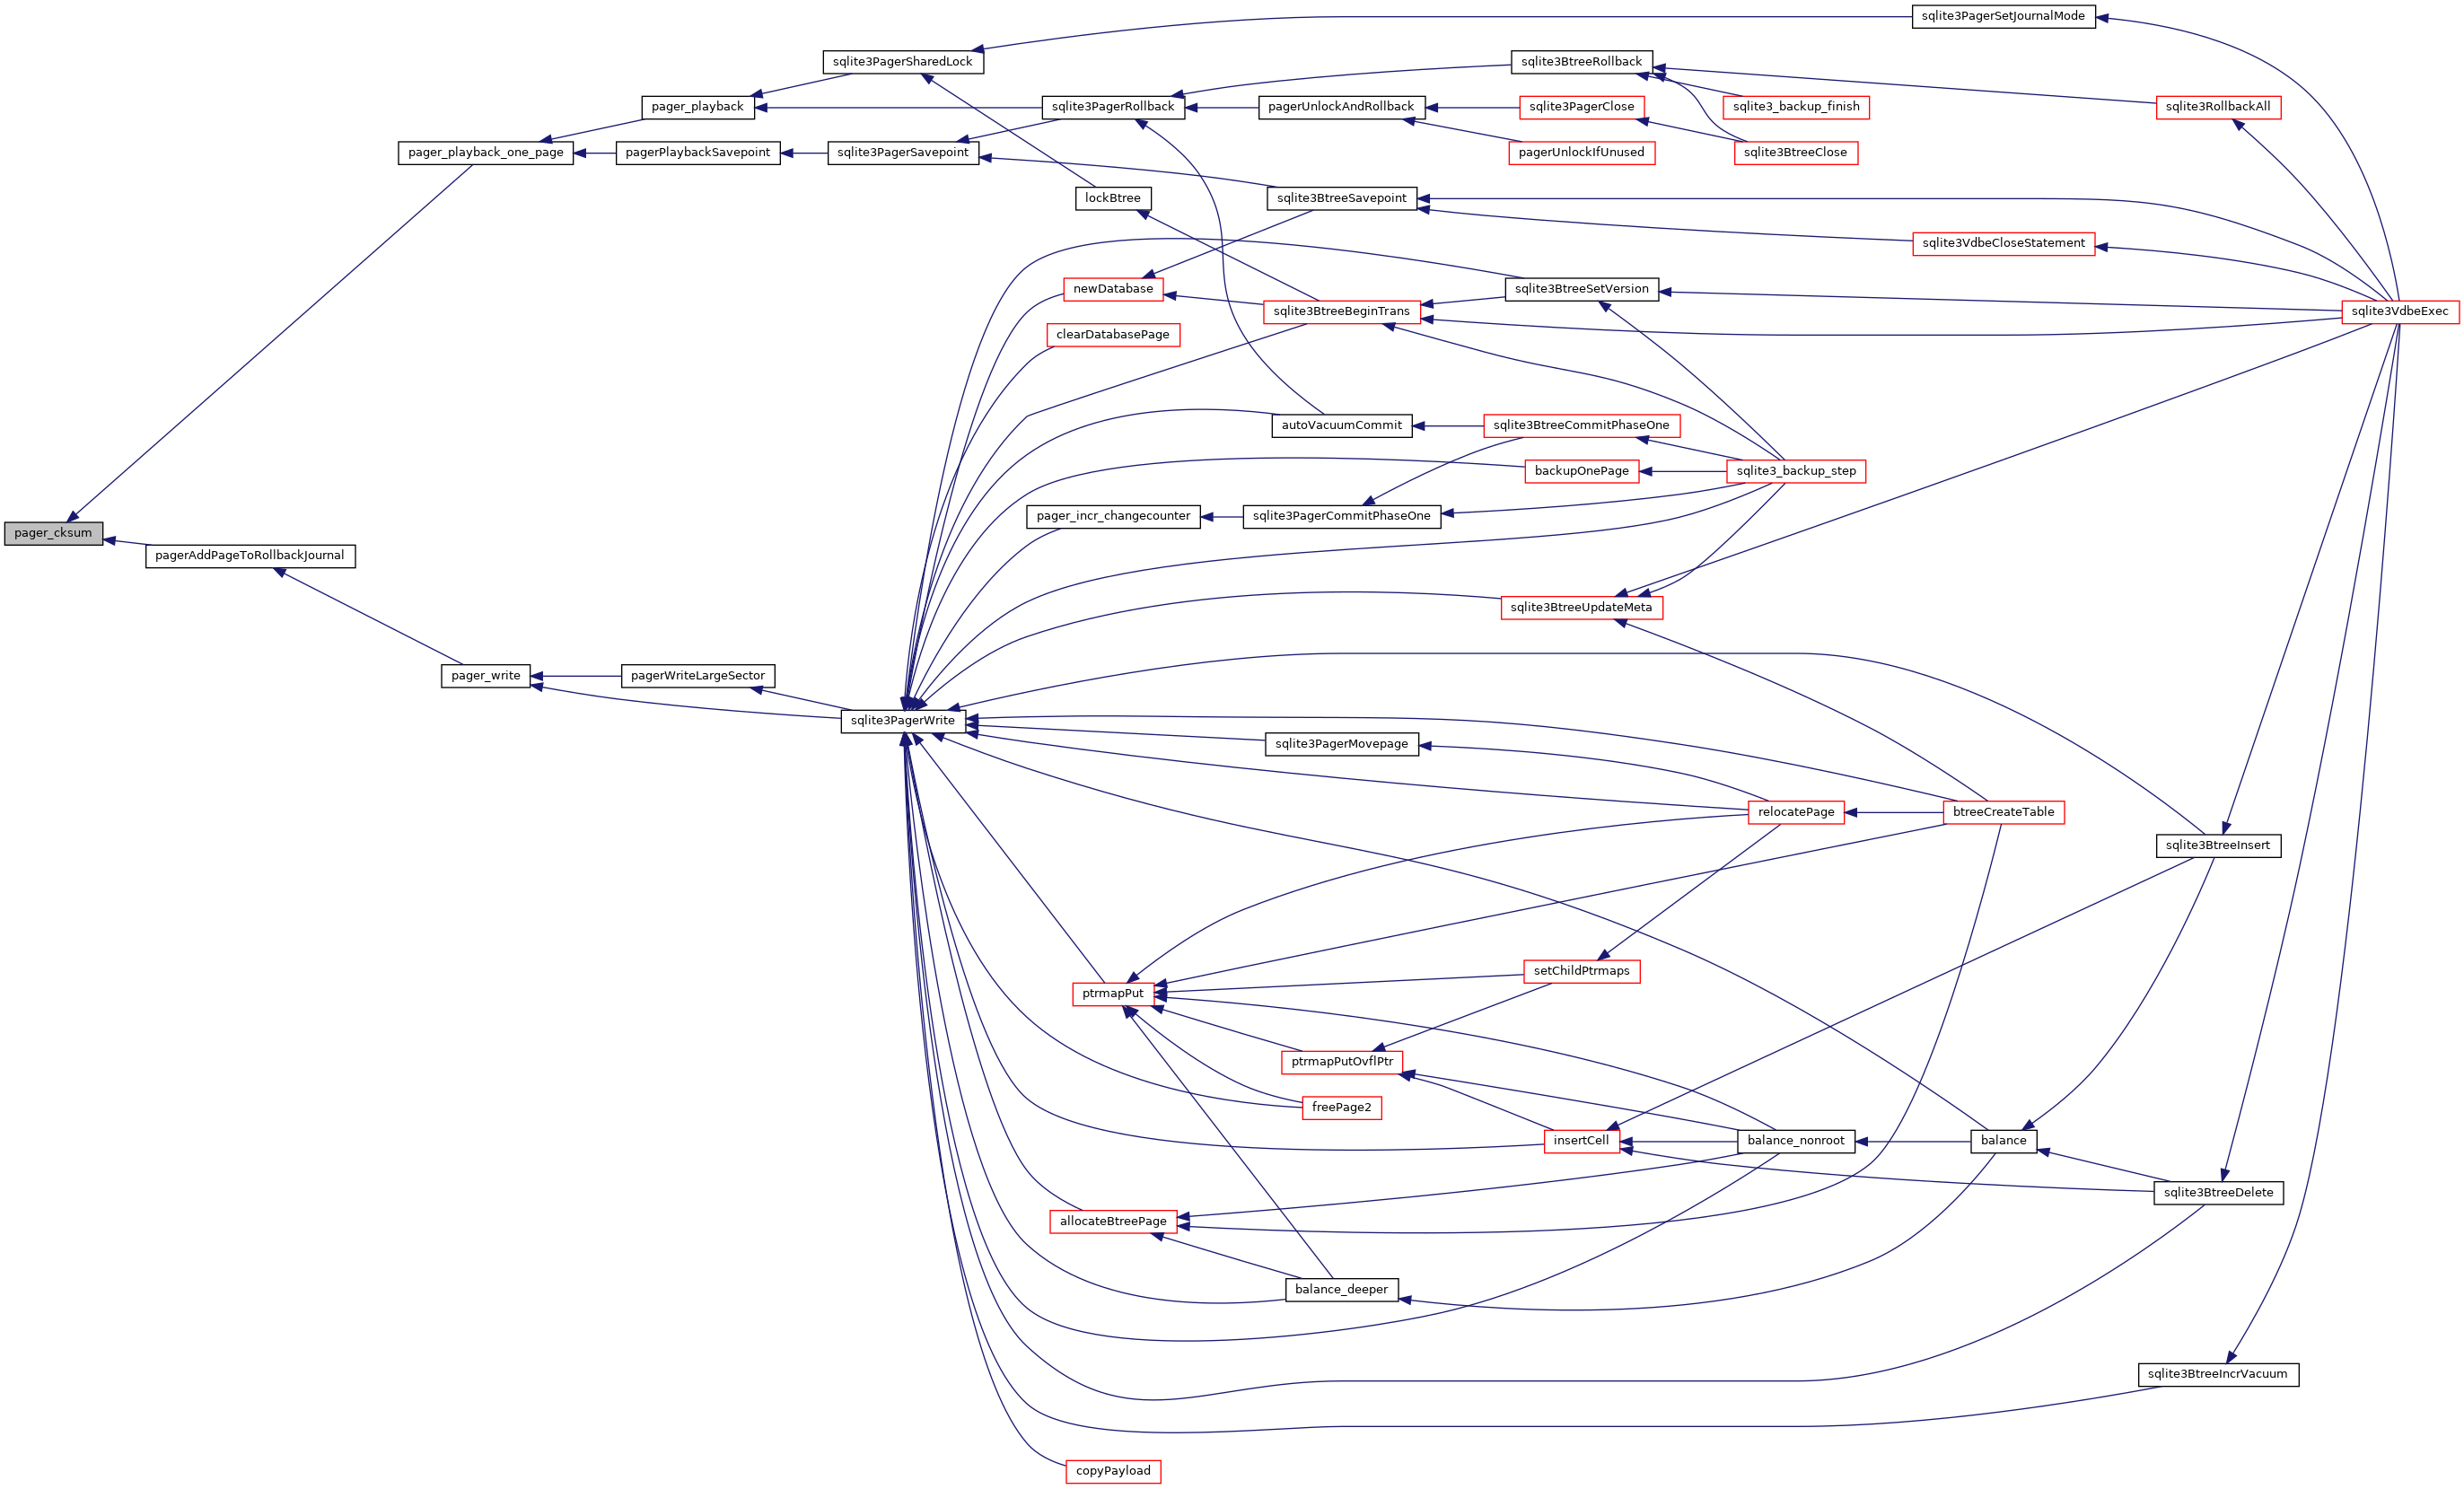 sqlite3PagerSetJournalMode
sqlite3PagerSharedLock
sqlite3BtreeRollback
pager_playback
sqlite3PagerRollback
pagerUnlockAndRollback
sqlite3PagerClose
sqlite3_backup_finish
sqlite3RollbackAll
pager_playback_one_page
pagerPlaybackSavepoint
sqlite3PagerSavepoint
pagerUnlockIfUnused
sqlite3BtreeClose
lockBtree
sqlite3BtreeSavepoint
sqlite3VdbeCloseStatement
newDatabase
sqlite3BtreeSetVersion
sqlite3BtreeBeginTrans
sqlite3VdbeExec
clearDatabasePage
autoVacuumCommit
sqlite3BtreeCommitPhaseOne
backupOnePage
sqlite3_backup_step
pager_incr_changecounter
sqlite3PagerCommitPhaseOne
pager_cksum
pagerAddPageToRollbackJournal
sqlite3BtreeUpdateMeta
pager_write
pagerWriteLargeSector
sqlite3PagerWrite
sqlite3PagerMovepage
relocatePage
btreeCreateTable
sqlite3BtreeInsert
setChildPtrmaps
ptrmapPut
ptrmapPutOvflPtr
freePage2
insertCell
balance_nonroot
balance
sqlite3BtreeDelete
allocateBtreePage
balance_deeper
sqlite3BtreeIncrVacuum
copyPayload